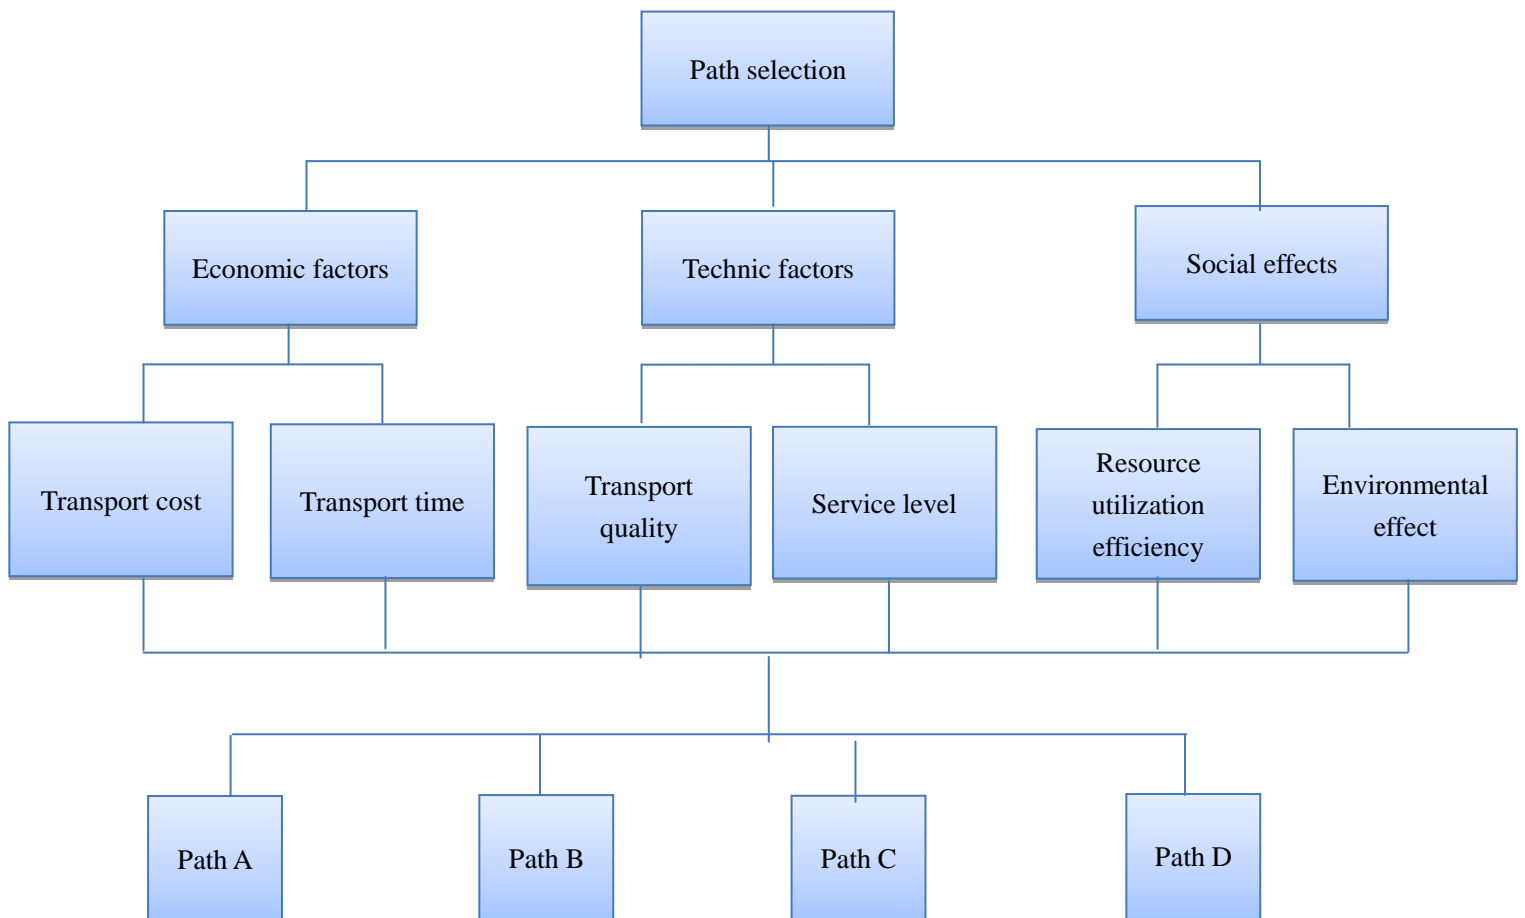 Path selection
Economic factors
Technic factors
Social effects
Transport cost
Transport time
Transport
quality
Service level
Resource
utilization
efficiency
Environmental
effect
Path A
Path B
Path C
Path D